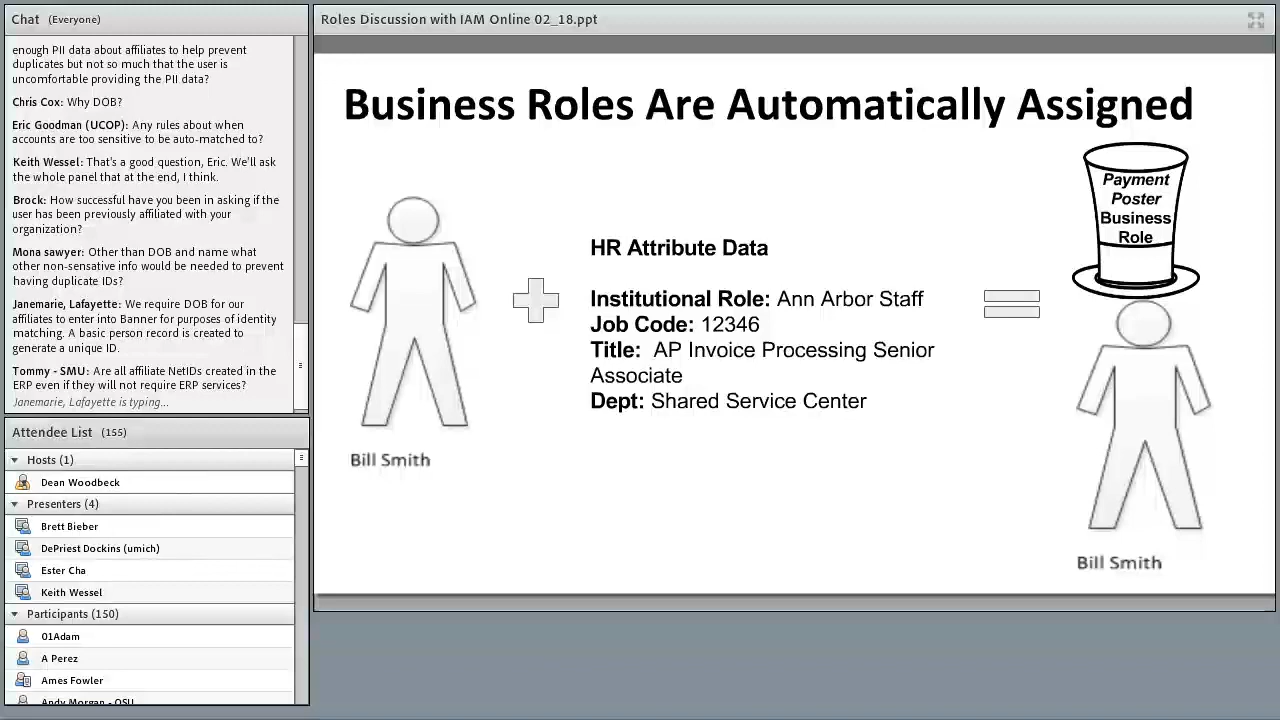 Chat (Everyone)
enough PII data about affiliates to help prevent
duplicates but not so much that the user is
uncomfortable providing the PII data?
Chris Cox: Why DOB?
Eric Goodman (UCOP): Any rules about when
accounts are too sensitive to be auto-matched to?
Keith Wessel: That's a good question, Eric. We'll ask
the whole panel that at the end, I think.
Brock: How successful have you been in asking if the
user has been previously affiliated with your
organization?
Mona sawyer: Other than DOB and name what
other non-sensative info would be needed to prevent
having duplicate IDs?
Janemarie, Lafayette: We require DOB for our
affiliates to enter into Banner for purposes of identity
matching. A basic person record is created to
generate a unique ID.
Tommy - SMU: Are all affiliate NetIDs created in the
ERP even if they will not require ERP services?
Janemarie, Lafayette is typing...
Attendee List (155)
Hosts (1)
Dean Woodbeck
Presenters (4)
Brett Bieber
DePriest Dockins (umich)
Ester Cha
Keith Wessel
Participants (150)
01Adam
A Perez
Ames Fowler
Andy Morgan - OSU
Roles Discussion with IAM Online 02_18.ppt
Business Roles Are Automatically Assigned
Bill Smith
HR Attribute Data
Institutional Role: Ann Arbor Staff
Job Code: 12346
Title: AP Invoice Processing Senior
Associate
Dept: Shared Service Center
Payment
Poster
Business
Role
Bill Smith